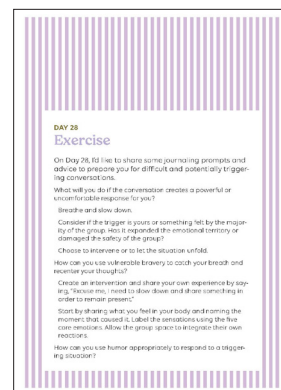 DAY 28
Exercise
On Day 28, I'd like to share some journaling prompts and
advice to prepare you for difficult and potentially trigger-
ing conversations.
What will you do if the conversation creates a powerful or
uncomfortable response for you?
Breathe and slow down.
Consider if the trigger is yours or something felt by the major-
ity of the group. Has it expanded the emotional territory or
damaged the safety of the group?
Choose to intervene or to let the situation unfold.
How can you use vulnerable bravery to catch your breath and
recenter your thoughts?
Create an intervention and share your own experience by say-
ing, "Excuse me, I need to slow down and share something in
order to remain present."
Start by sharing what you feel in your body and naming the
moment that caused it. Label the sensations using the five
core emotions. Allow the group space to integrate their own
reactions.
How can you use humor appropriately to respond to a trigger-
ing situation?